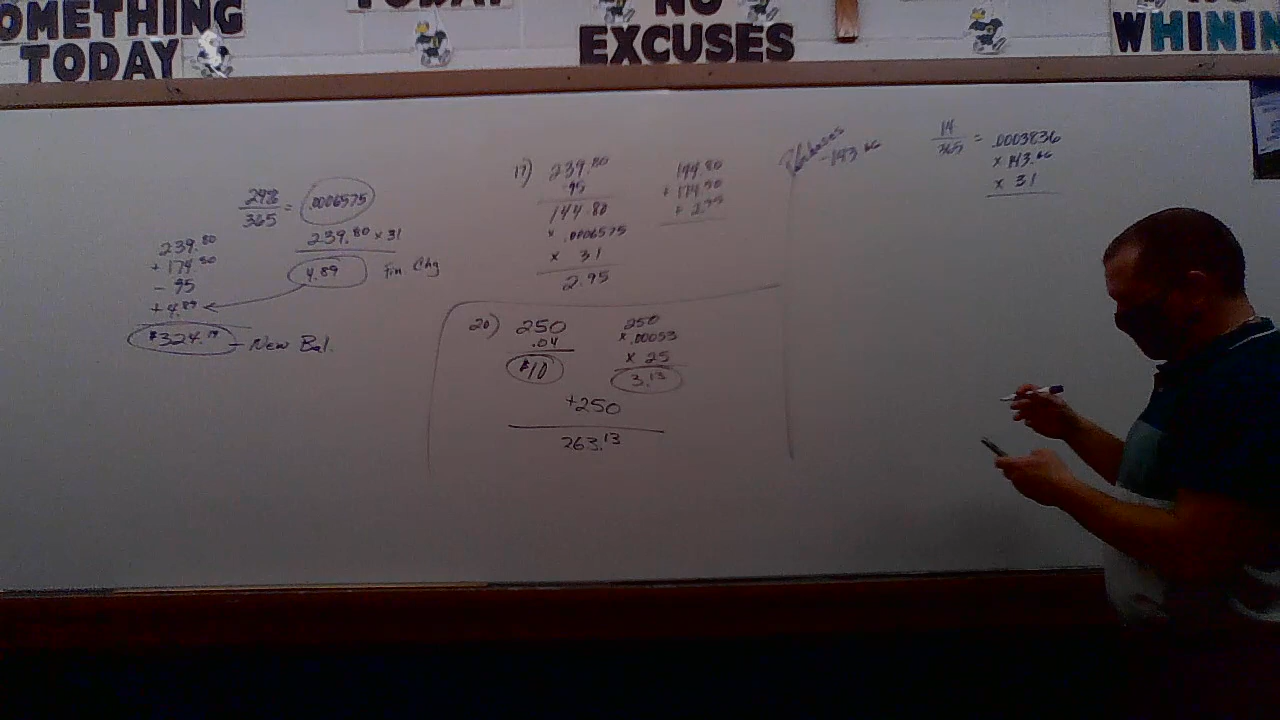 OMETHING
TODAY
TODAY
NO
EXCUSES
WHININ
24%
365
= .0006575
239.80
+ 174.50
- 95
+ 4.89
$324.19 - New Bal.
239.80 x 31
4.89 Fin. Chg
19) 239.80
95
144.80
x .0006575
x 31
2.95
144.80
+ 174.50
+ 2.95
20) 250
.04
$10
250
x .00053
x 25
3.13
+250
263.13
14
365
= .0003836
x 143.66
x 31